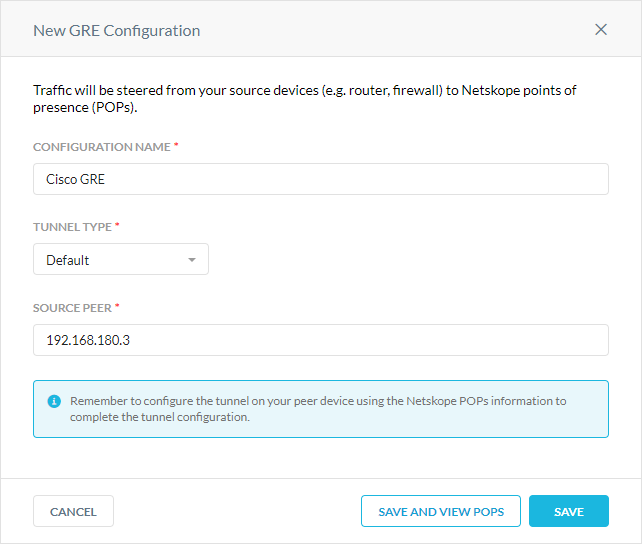 New GRE Configuration
Traffic will be steered from your source devices (e.g. router, firewall) to Netskope points of
presence (POPs).
CONFIGURATION NAME *
Cisco GRE
TUNNEL TYPE *
Default
SOURCE PEER *
192.168.180.3
Remember to configure the tunnel on your peer device using the Netskope POPs information to
complete the tunnel configuration.
CANCEL
SAVE AND VIEW POPS
SAVE